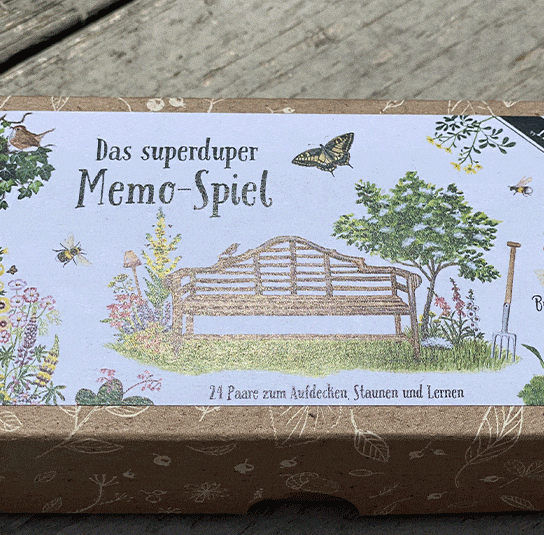 Das superduper
Memo-Spiel
24 Paare zum Aufdecken, Staunen und Lernen